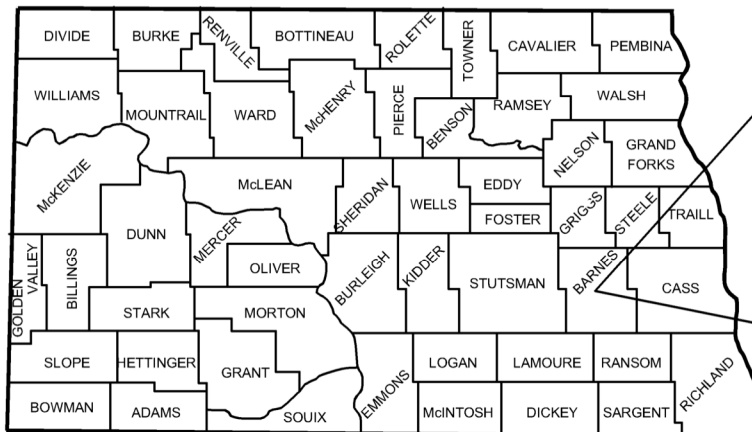 DIVIDE
BURKE
RENVILLE
BOTTINEAU
ROLETTE
TOWNER
CAVALIER
PEMBINA
WILLIAMS
MOUNTRAIL
WARD
McHENRY
PIERCE
BENSON
RAMSEY
WALSH
McKENZIE
McLEAN
SHERIDAN
WELLS
EDDY
FOSTER
NELSON
GRAND
FORKS
GRIGGS
STEELE
TRAILL
GOLDEN
VALLEY
BILLINGS
DUNN
MERCER
OLIVER
BURLEIGH
KIDDER
STUTSMAN
BARNES
CASS
STARK
MORTON
SLOPE
HETTINGER
GRANT
EMMONS
LOGAN
LAMOURE
RANSOM
RICHLAND
BOWMAN
ADAMS
SOUIX
McINTOSH
DICKEY
SARGENT